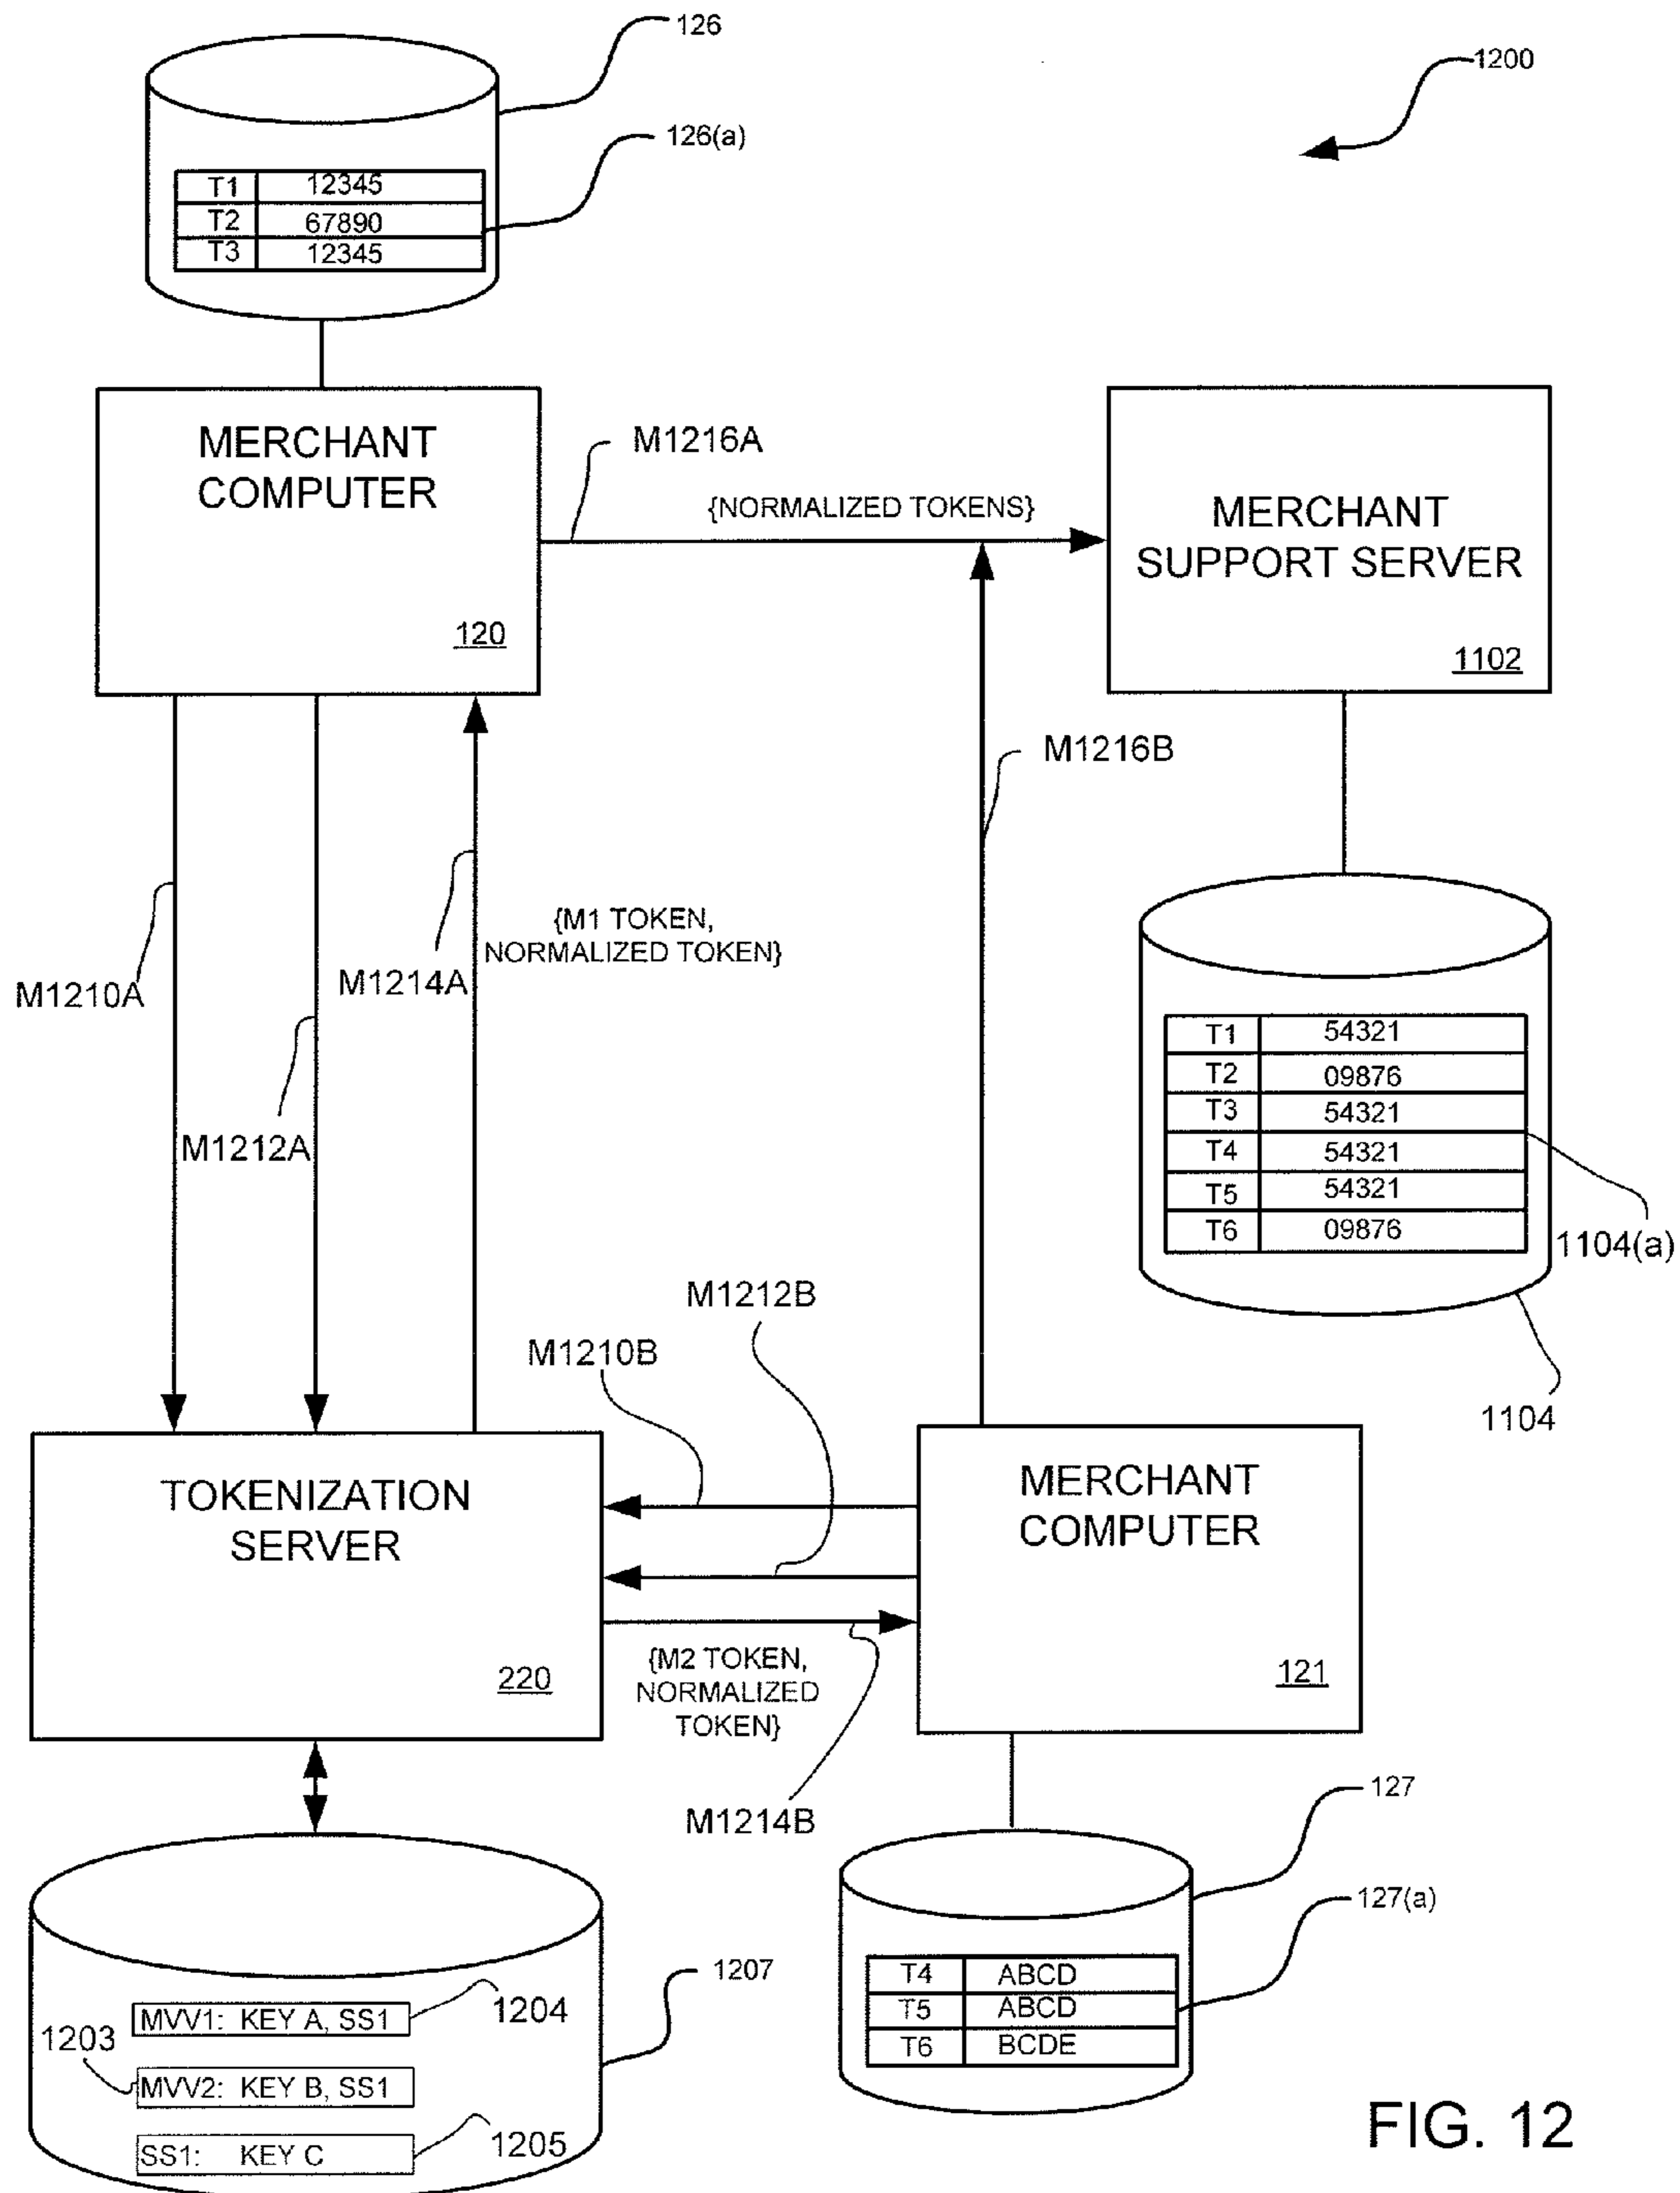 126
1200
126(a)
T1 12345
T2 67890
T3 12345
MERCHANT
COMPUTER
120
M1216A
{NORMALIZED TOKENS}
MERCHANT
SUPPORT SERVER
1102
M1216B
M1210A
M1212A
M1214A
{M1 TOKEN,
NORMALIZED TOKEN}
T1 54321
T2 09876
T3 54321
T4 54321
T5 54321
T6 09876
1104(a)
1104
M1212B
M1210B
TOKENIZATION
SERVER
220
MERCHANT
COMPUTER
121
{M2 TOKEN,
NORMALIZED
TOKEN}
M1214B
127
127(a)
T4 ABCD
T5 ABCD
T6 BCDE
1207
1204
MVV1: KEY A, SS1
1203
MVV2: KEY B, SS1
SS1: KEY C
1205
FIG. 12